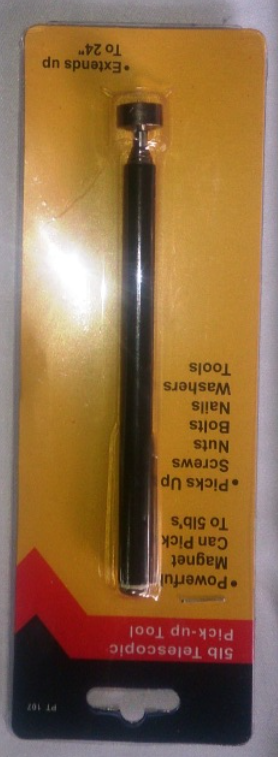 PT 107
5lb Telescopic
Pick-up Tool
•Powerful
Magnet
Can Pick
To 5lb's
•Picks Up
Screws
Nuts
Bolts
Nails
Washers
Tools
•Extends up
To 24"